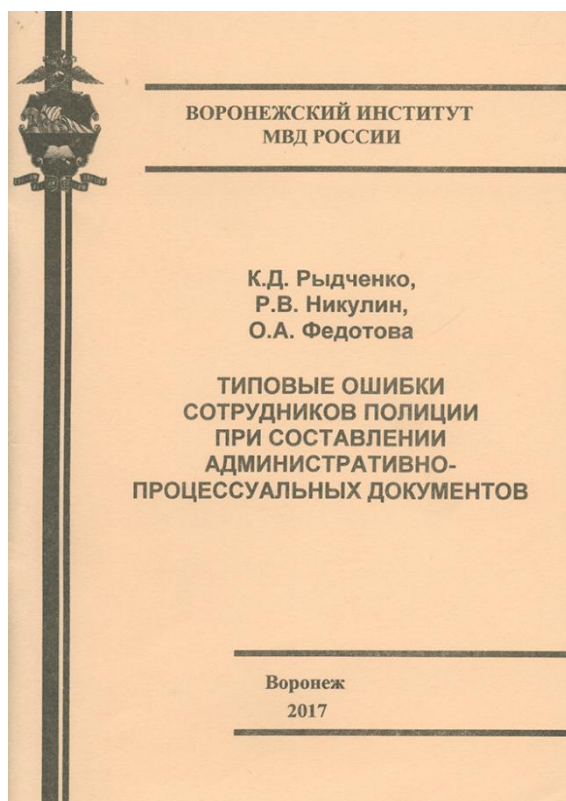 ВОРОНЕЖСКИЙ ИНСТИТУТ
МВД РОССИИ
К.Д. Рыдченко,
Р.В. Никулин,
О.А. Федотова
ТИПОВЫЕ ОШИБКИ
СОТРУДНИКОВ ПОЛИЦИИ
ПРИ СОСТАВЛЕНИИ
АДМИНИСТРАТИВНО-
ПРОЦЕССУАЛЬНЫХ ДОКУМЕНТОВ
Воронеж
2017